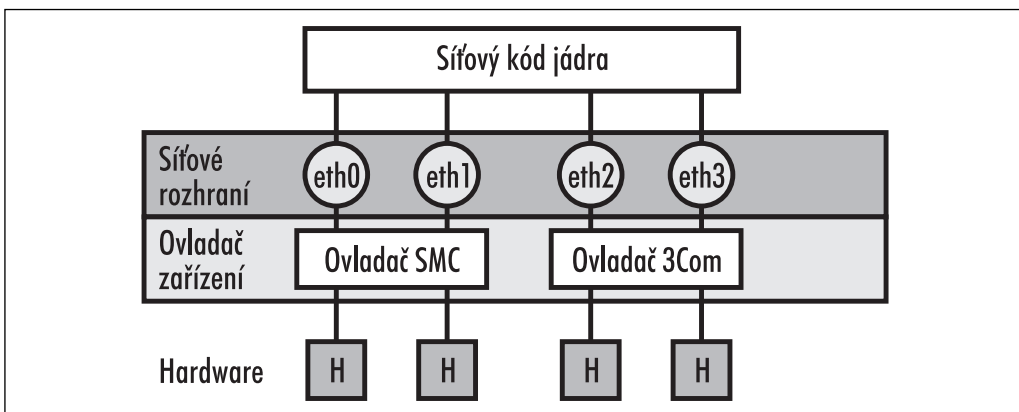 Síťový kód jádra
Síťové
rozhraní
eth0 eth1 eth2 eth3
Ovladač
zařízení
Ovladač SMC Ovladač 3Com
Hardware H H H H